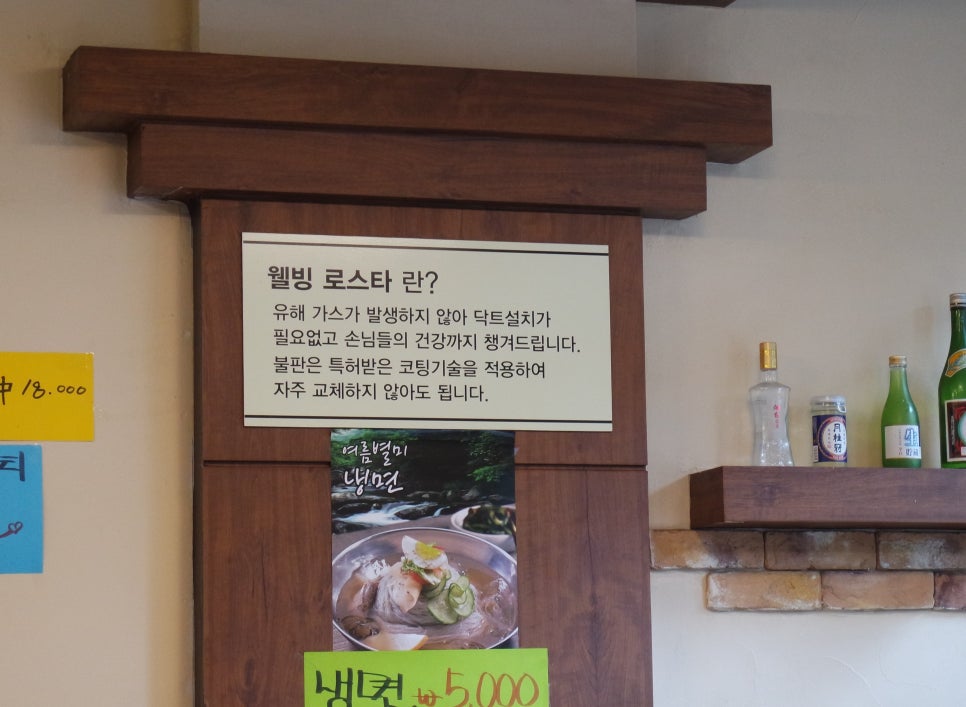 웰빙 로스타 란?
유해 가스가 발생하지 않아 닥트설치가
필요없고 손님들의 건강까지 챙겨드립니다.
불판은 특허받은 코팅기술을 적용하여
자주 교체하지 않아도 됩니다.
여름별미
냉면
냉면 ₩5,000
中 18.000
月桂冠